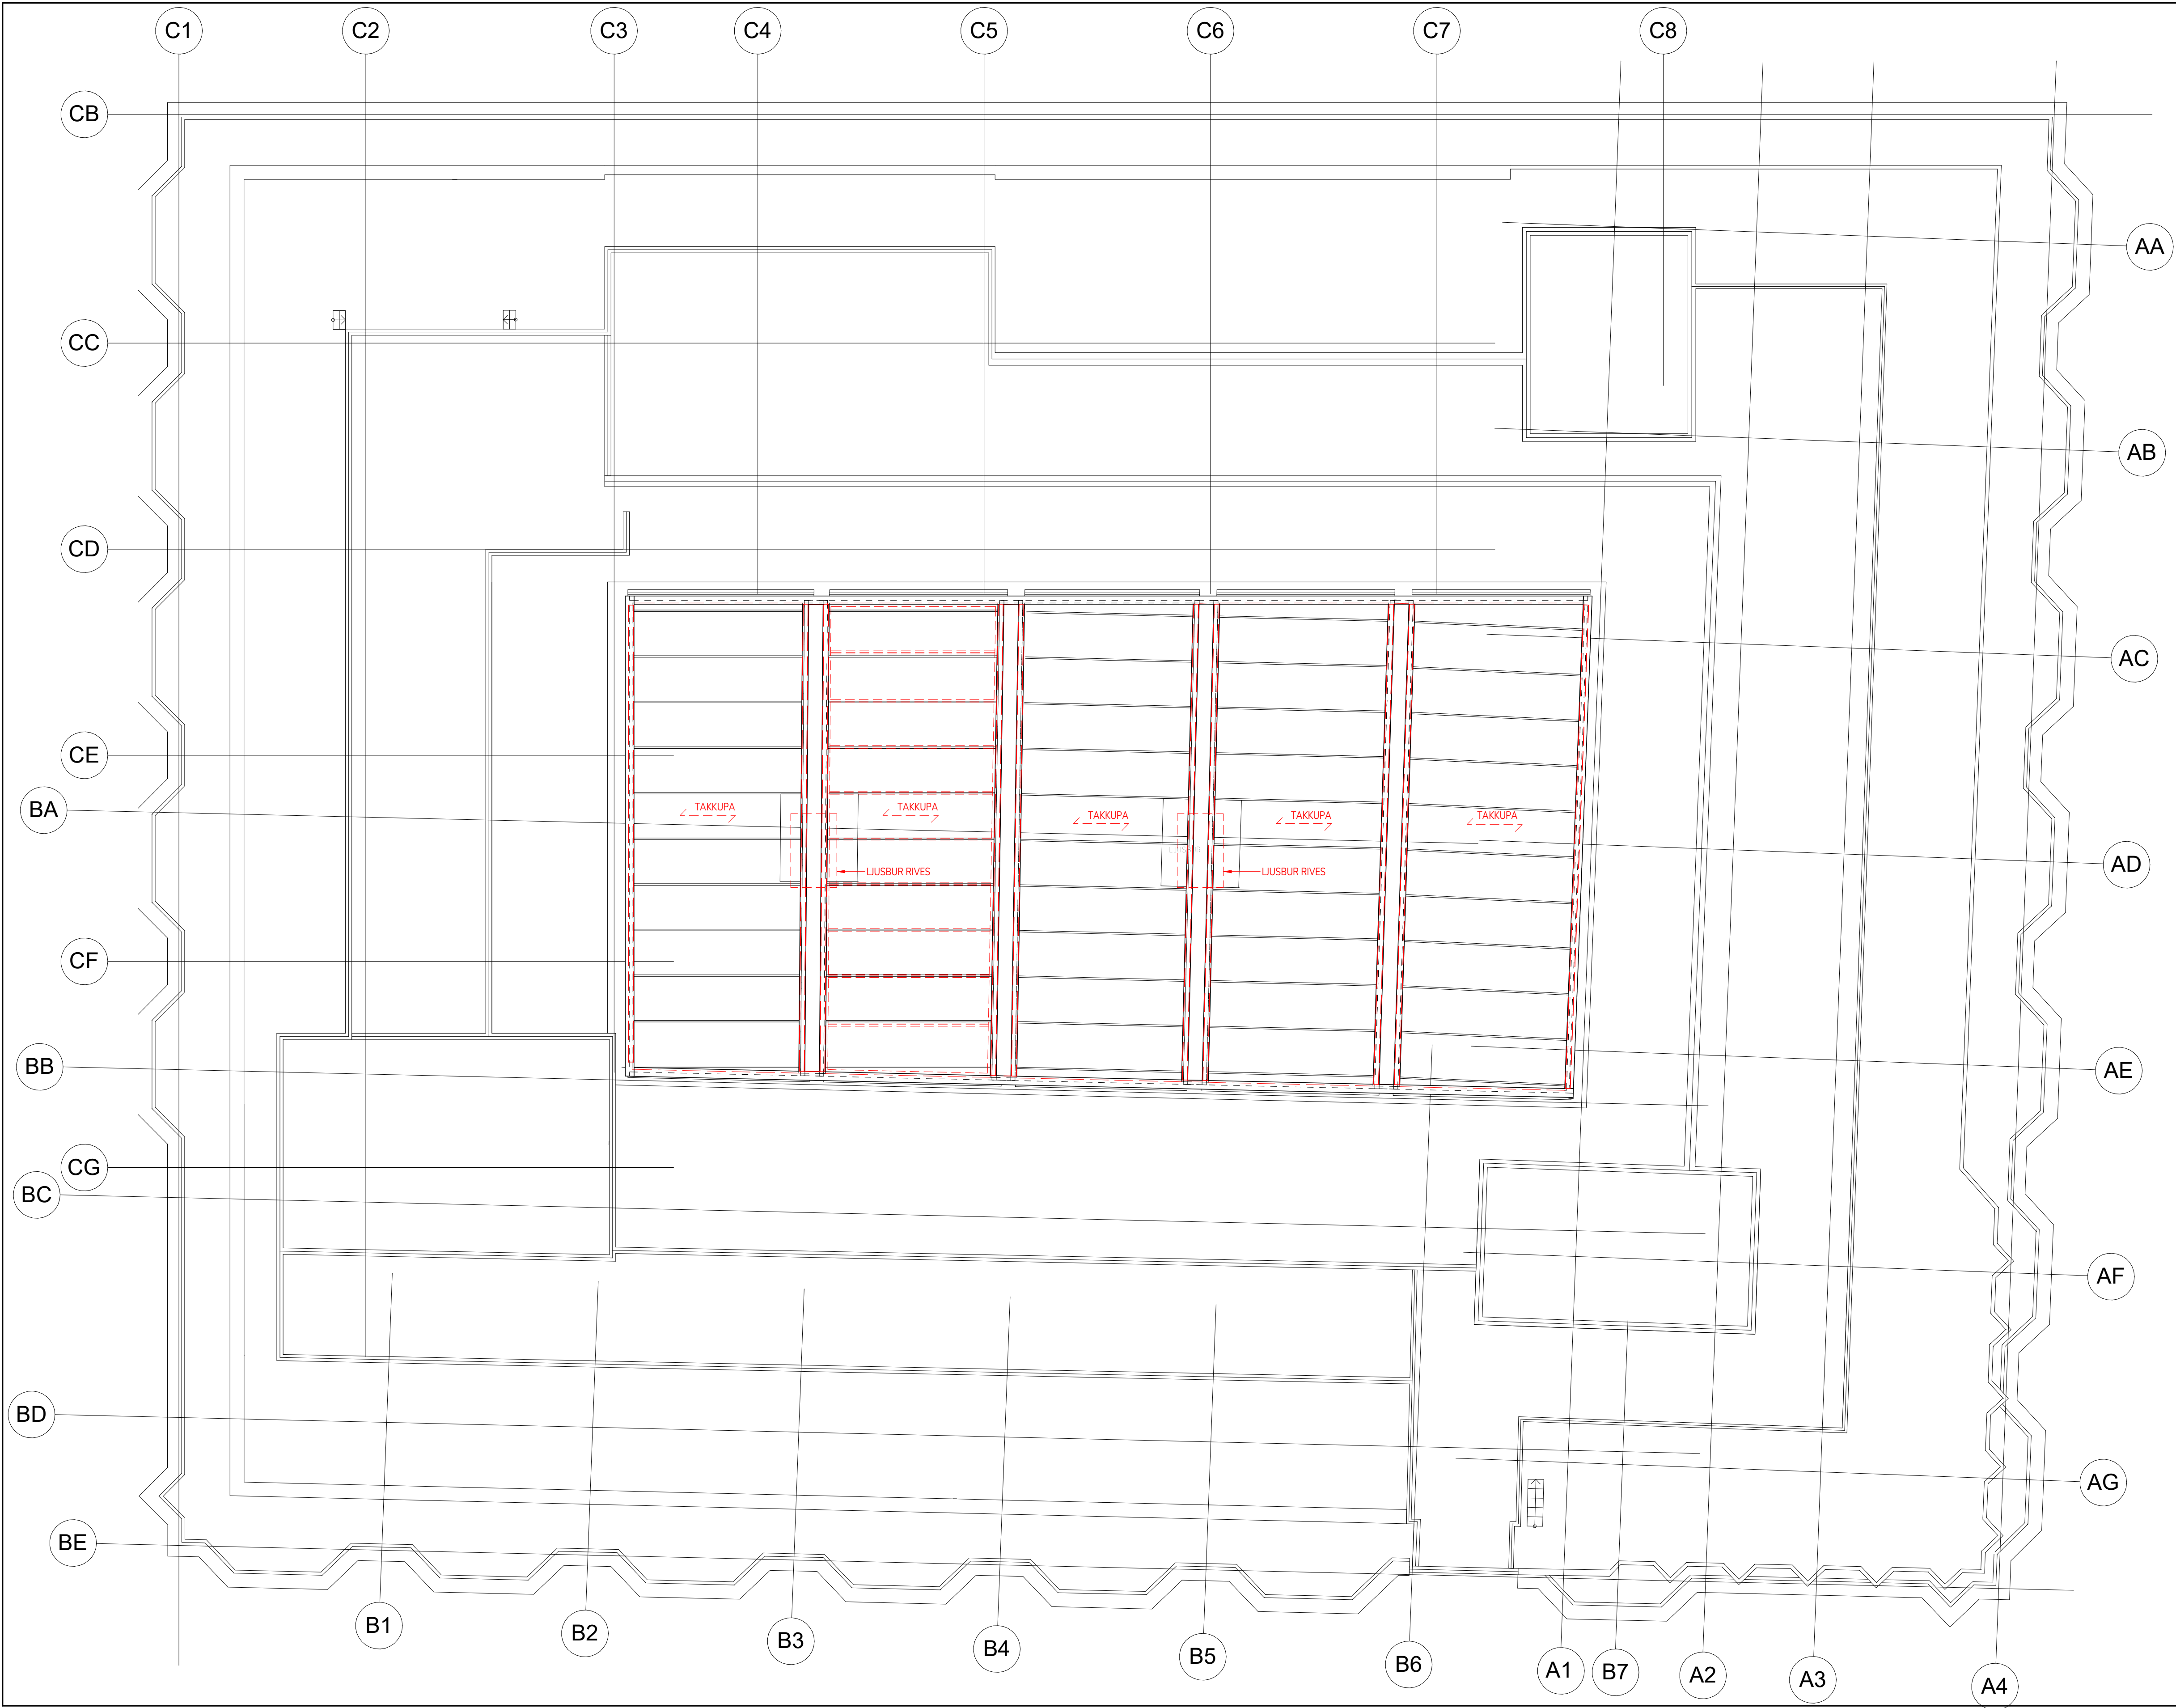 C1
C2
C3
C4
C5
C6
C7
C8
CB
AA
CC
AB
CD
AC
CE
BA
TAKKUPA
TAKKUPA
TAKKUPA
TAKKUPA
TAKKUPA
AD
LJUSBUR RIVES
LJUSBUR RIVES
CF
BB
AE
CG
BC
AF
BD
AG
BE
B1
B2
B3
B4
B5
B6
A1
B7
A2
A3
A4